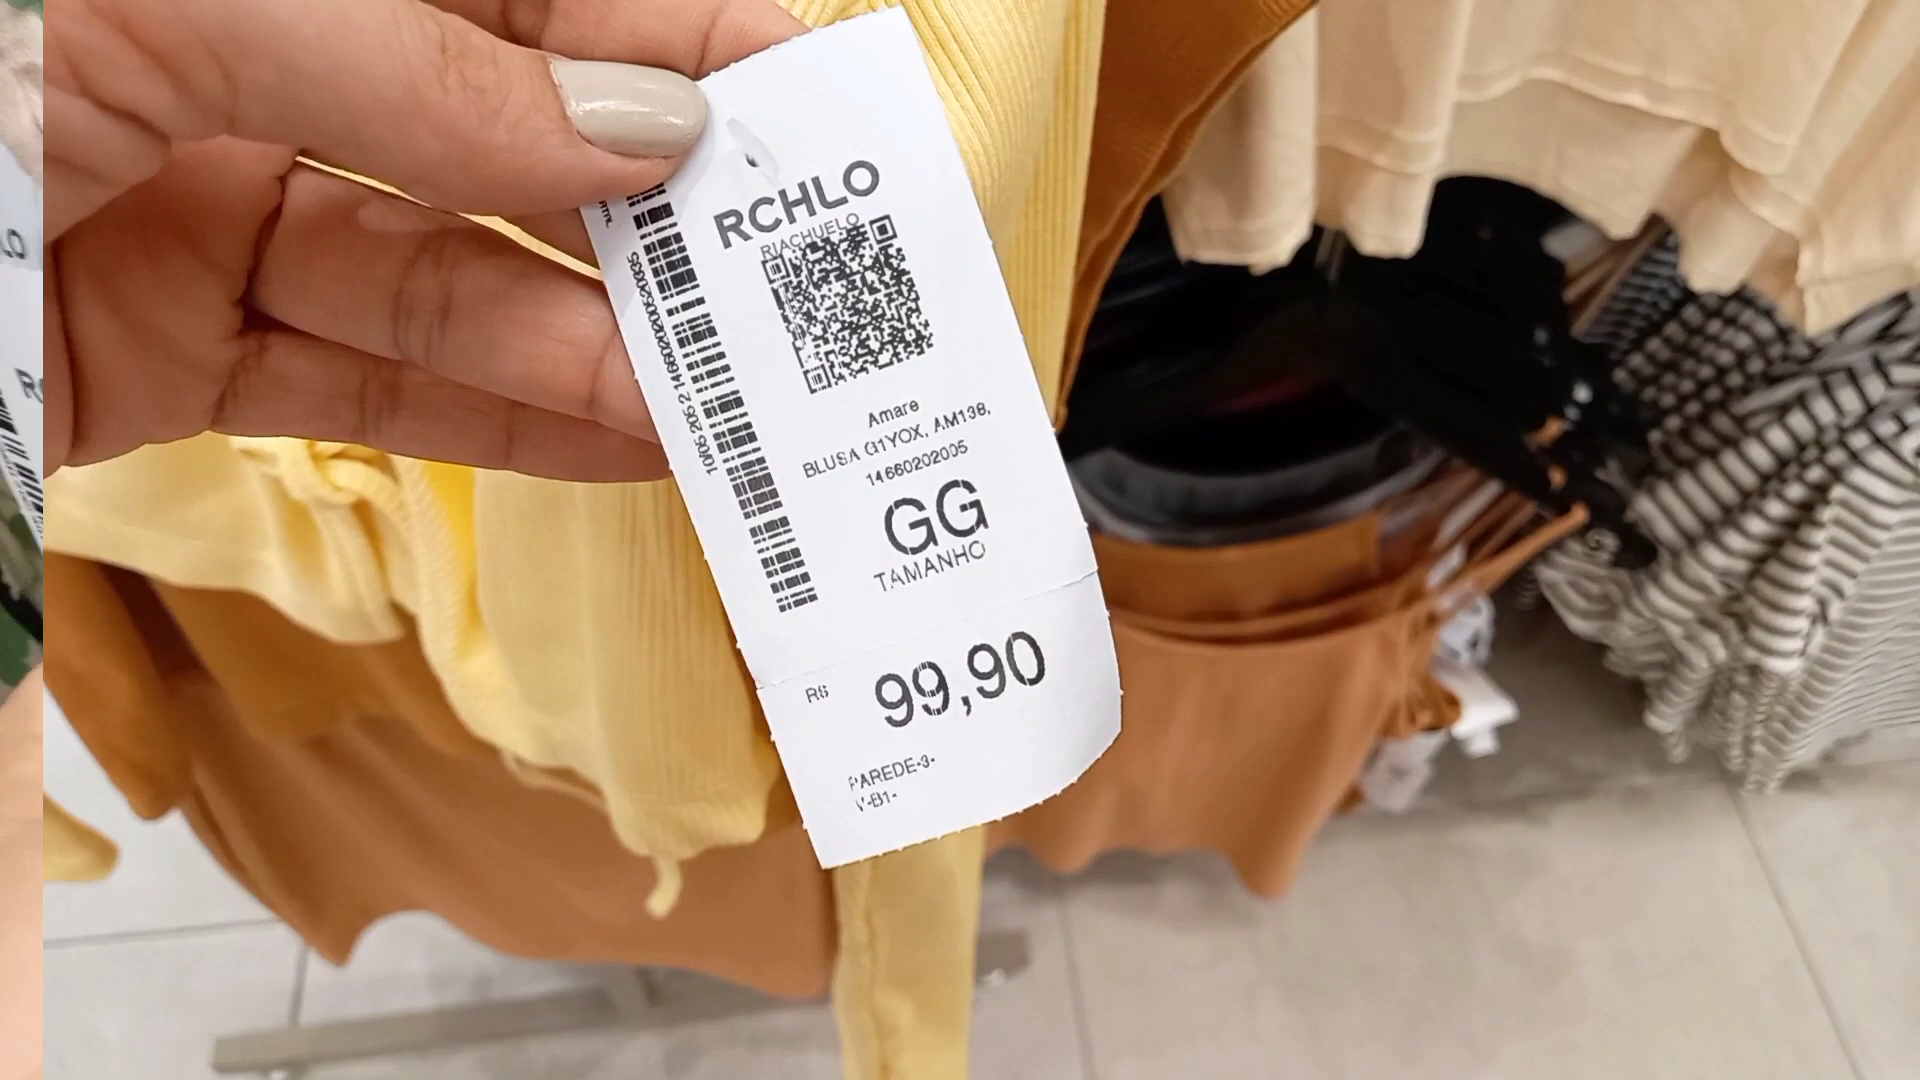 RCHLO
RIACHUELO
Amare
BLUSA G1YOX, AM138,
14660202005
GG
TAMANHO
R$ 99,90
PAREDE-3-
V-B1-